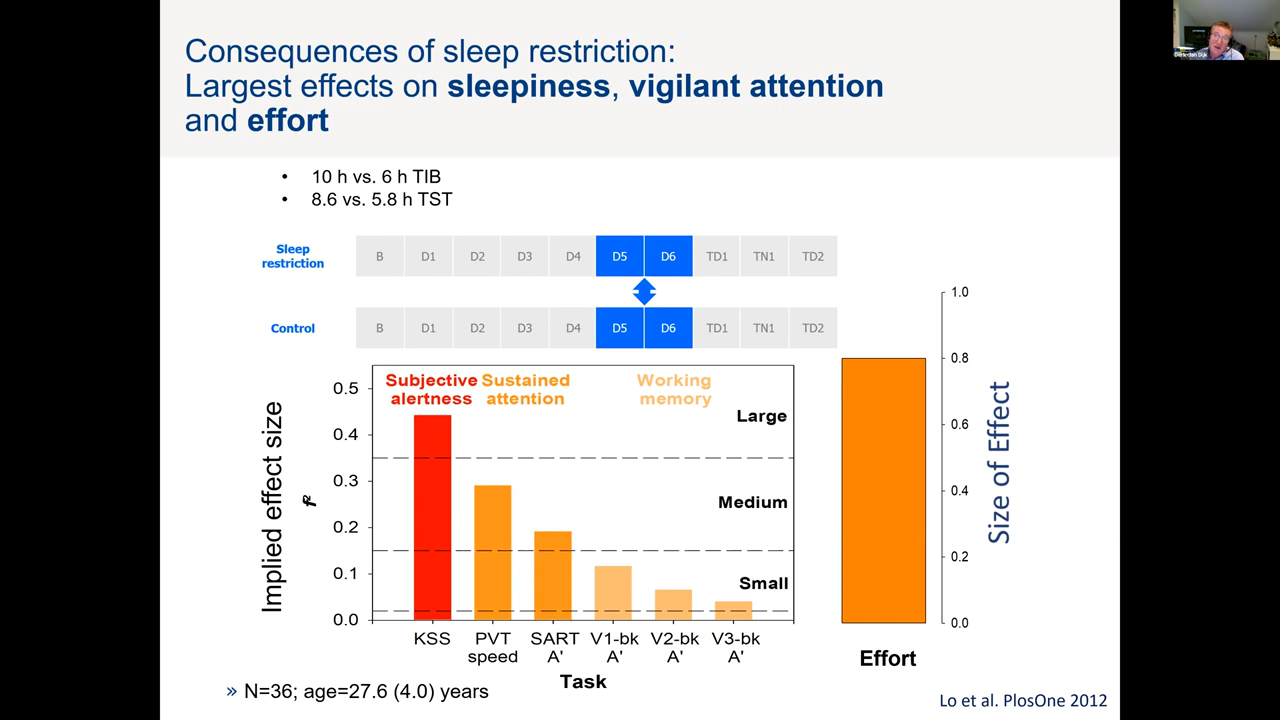 Consequences of sleep restriction:
Largest effects on sleepiness, vigilant attention
and effort
• 10 h vs. 6 h TIB
• 8.6 vs. 5.8 h TST
Sleep
restriction
B D1 D2 D3 D4 D5 D6 TD1 TN1 TD2
Control
B D1 D2 D3 D4 D5 D6 TD1 TN1 TD2
Subjective
alertness
Sustained
attention
Working
memory
Large
Medium
Small
Implied effect size
f²
0.5
0.4
0.3
0.2
0.1
0.0
KSS
PVT
speed
SART
A'
V1-bk
A'
V2-bk
A'
V3-bk
A'
Task
1.0
0.8
0.6
0.4
0.2
0.0
Size of Effect
Effort
» N=36; age=27.6 (4.0) years
Lo et al. PlosOne 2012
Derk-Jan Dijk